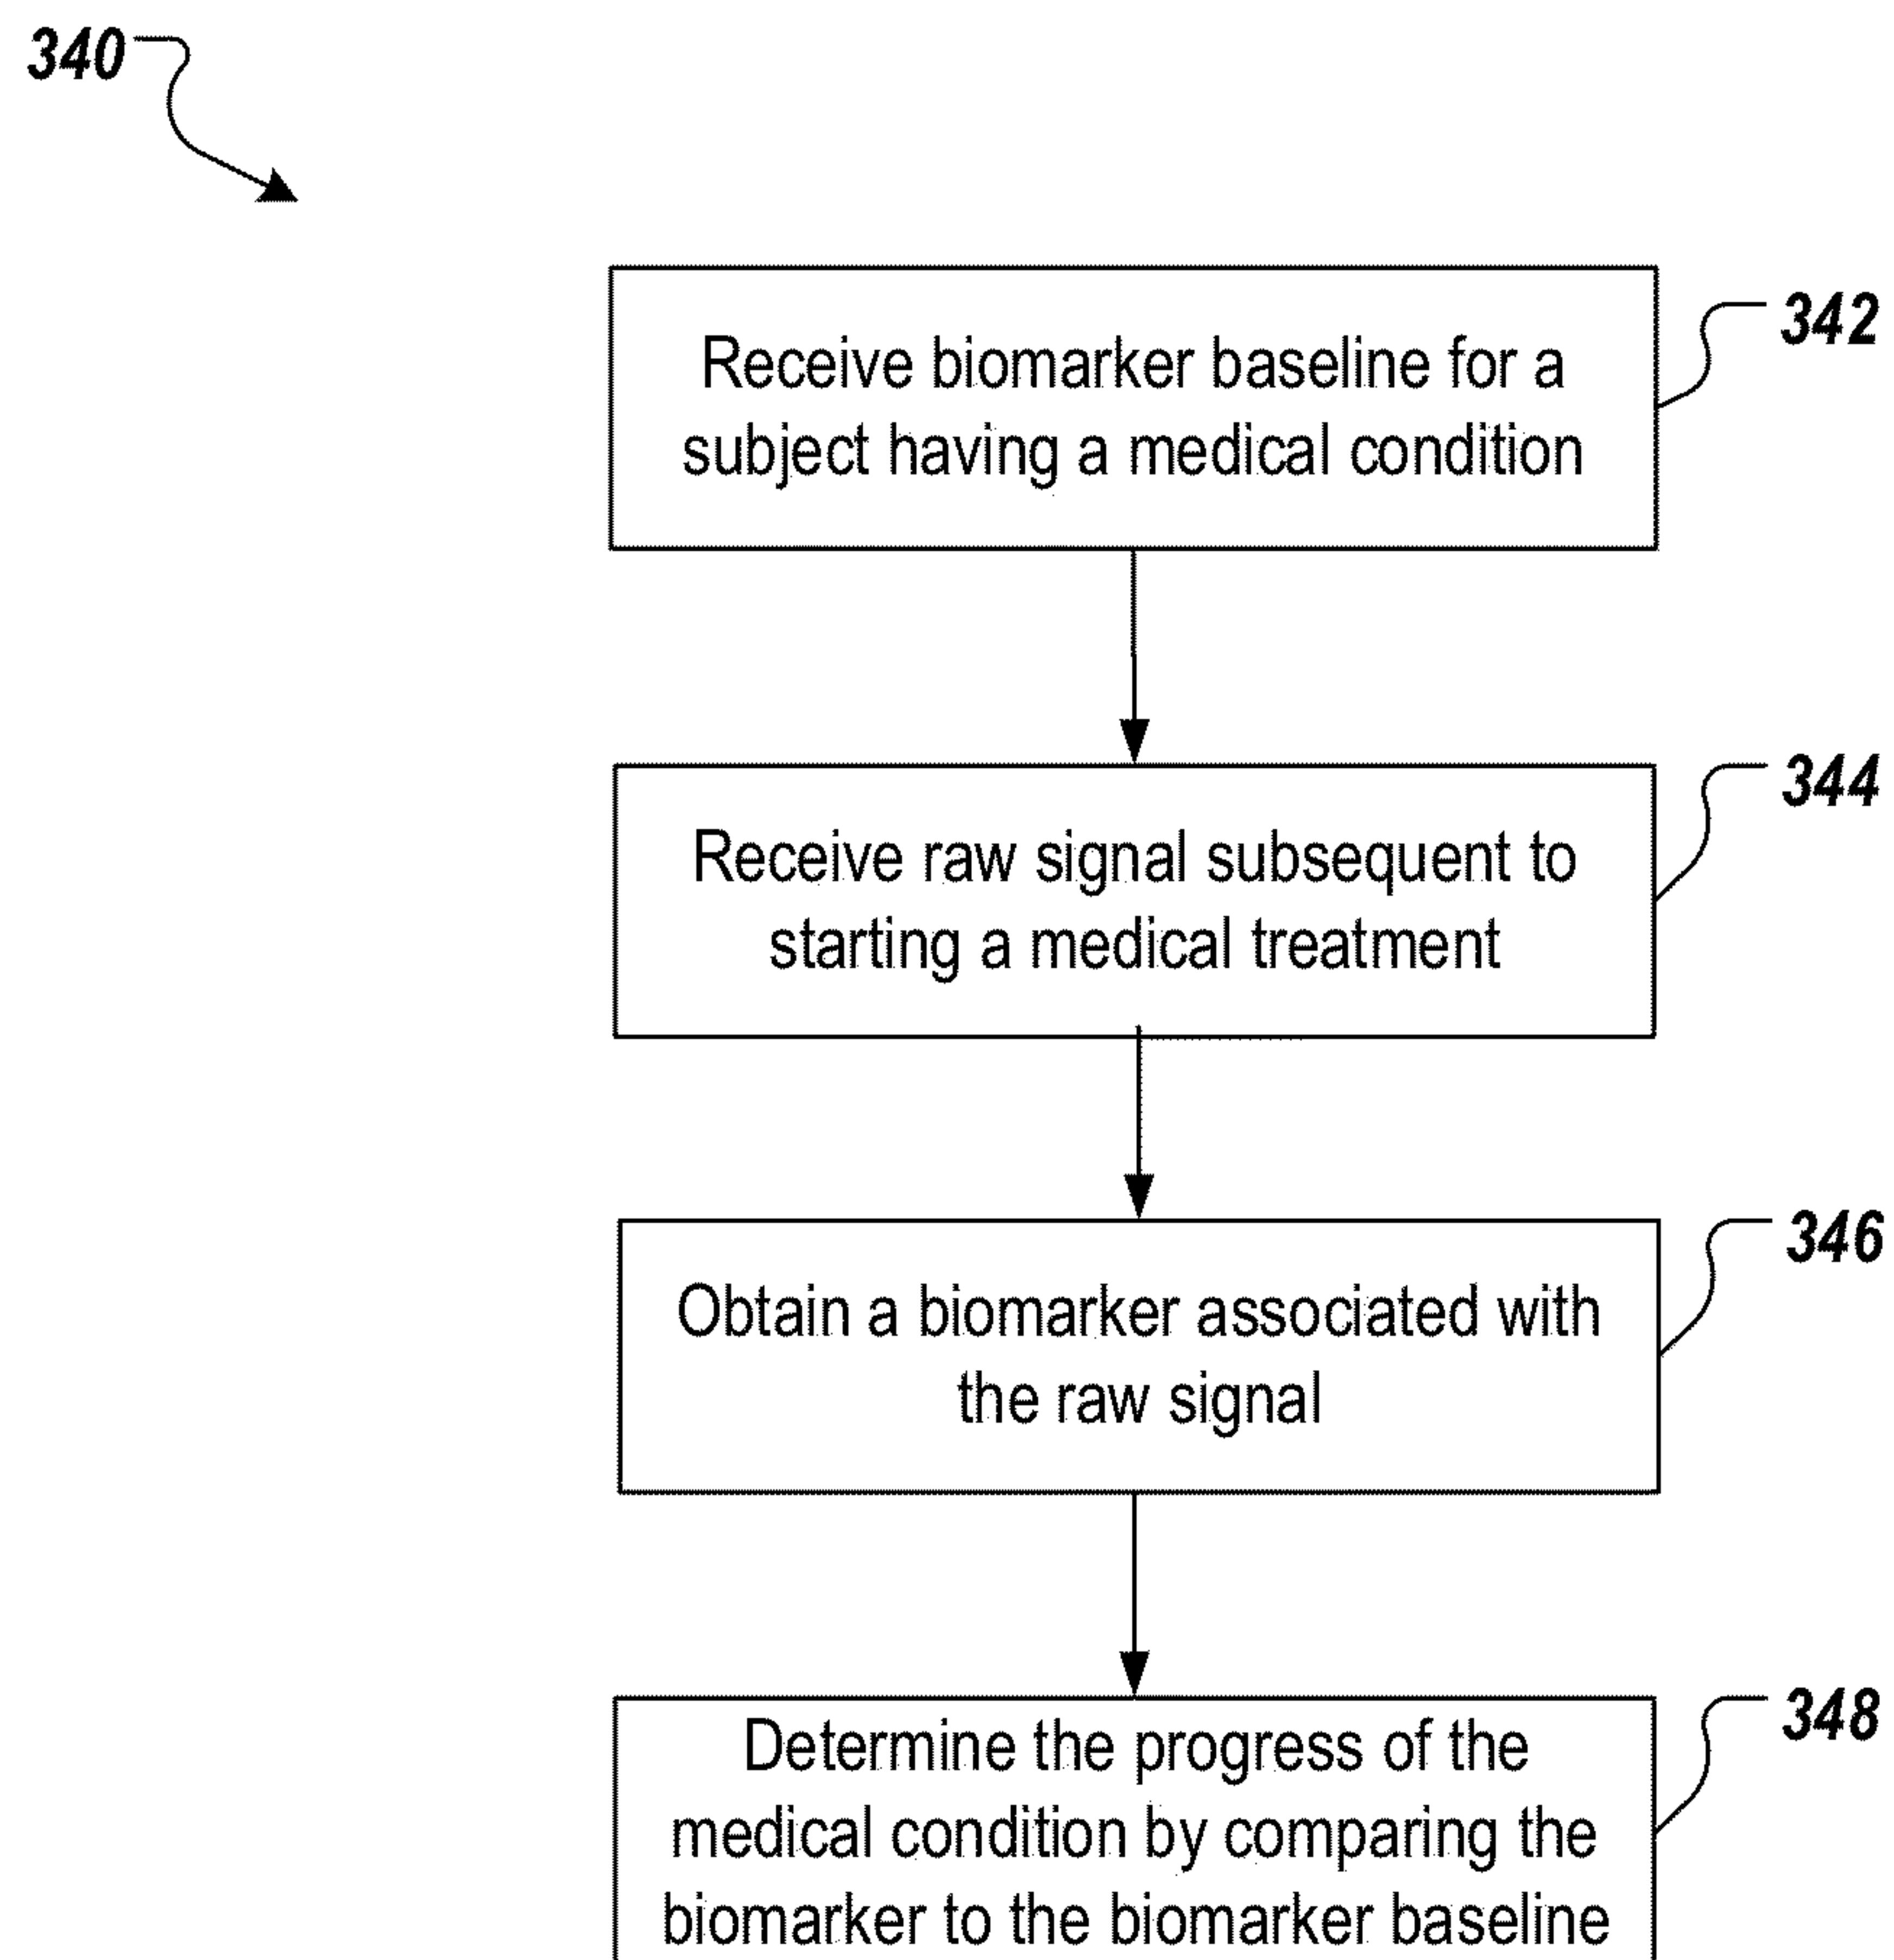 340
342
Receive biomarker baseline for a
subject having a medical condition
344
Receive raw signal subsequent to
starting a medical treatment
346
Obtain a biomarker associated with
the raw signal
348
Determine the progress of the
medical condition by comparing the
biomarker to the biomarker baseline